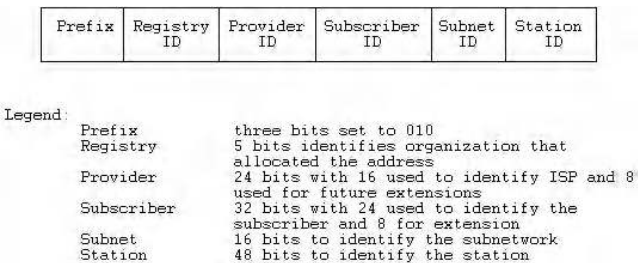 Prefix Registry ID Provider ID Subscriber ID Subnet ID Station ID
Legend:
Prefix three bits set to 010
Registry 5 bits identifies organization that
allocated the address
Provider 24 bits with 16 used to identify ISP and 8
used for future extensions
Subscriber 32 bits with 24 used to identify the
subscriber and 8 for extension
Subnet 16 bits to identify the subnetwork
Station 48 bits to identify the station